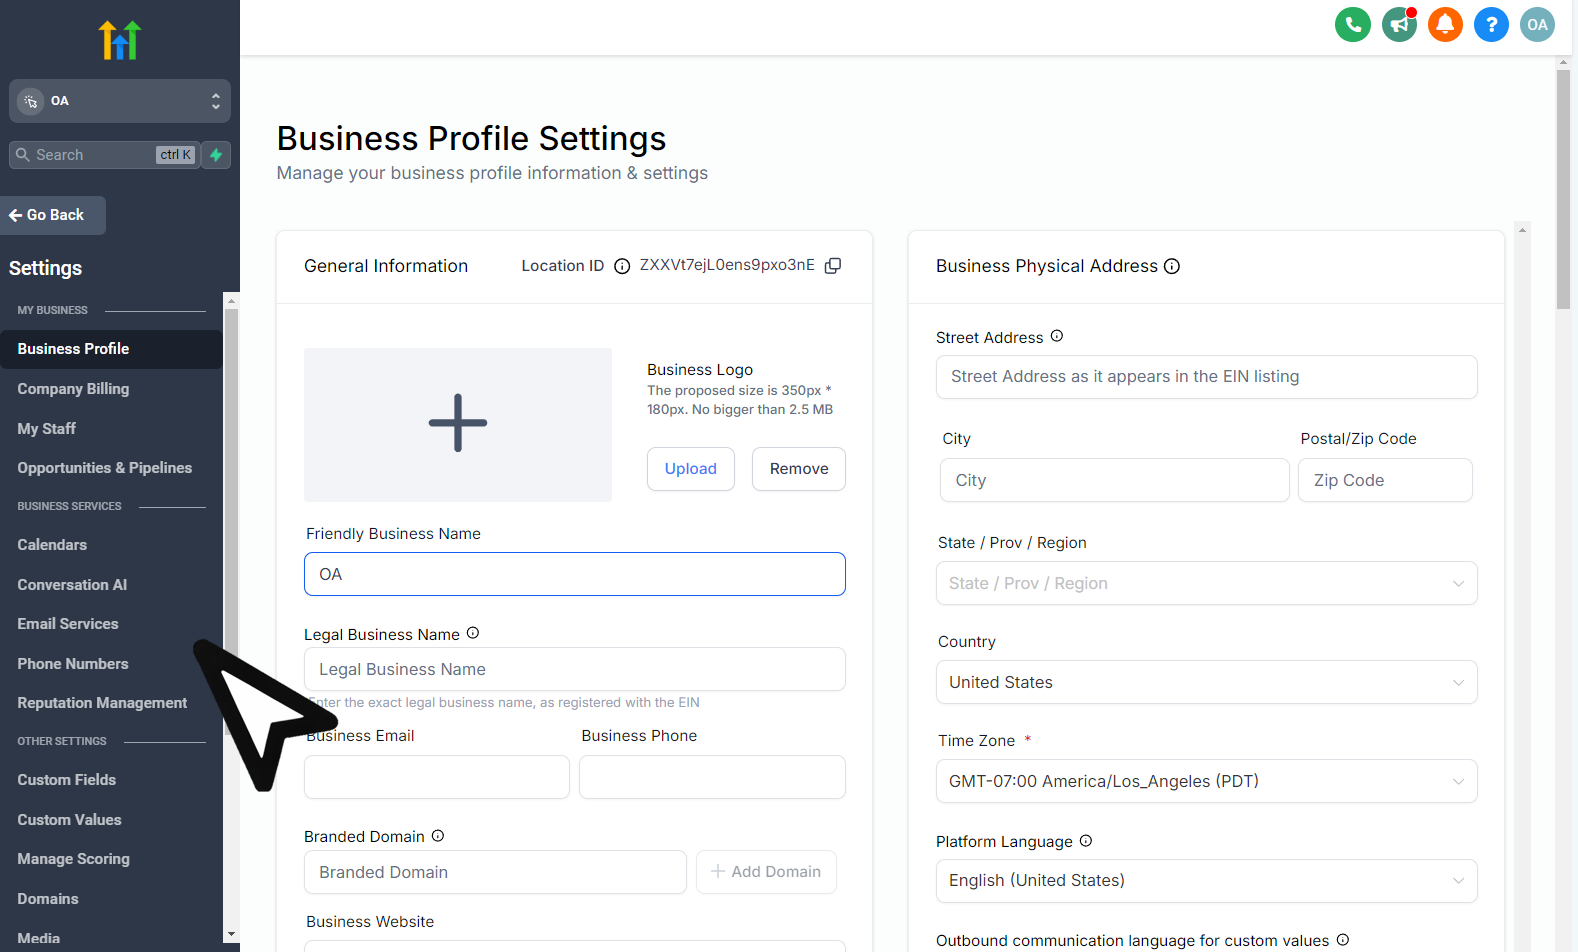 OA
OA
Search ctrl K
Go Back
Settings
MY BUSINESS
Business Profile
Company Billing
My Staff
Opportunities & Pipelines
BUSINESS SERVICES
Calendars
Conversation AI
Email Services
Phone Numbers
Reputation Management
OTHER SETTINGS
Custom Fields
Custom Values
Manage Scoring
Domains
Media
Business Profile Settings
Manage your business profile information & settings
General Information Location ID ZXXVt7ejL0ens9pxo3nE
Business Logo
The proposed size is 350px *
180px. No bigger than 2.5 MB
Upload Remove
Friendly Business Name
OA
Legal Business Name
Legal Business Name
Enter the exact legal business name, as registered with the EIN
Business Email Business Phone
Branded Domain
Branded Domain Add Domain
Business Website
Business Physical Address
Street Address
Street Address as it appears in the EIN listing
City Postal/Zip Code
City Zip Code
State / Prov / Region
State / Prov / Region
Country
United States
Time Zone *
GMT-07:00 America/Los_Angeles (PDT)
Platform Language
English (United States)
Outbound communication language for custom values